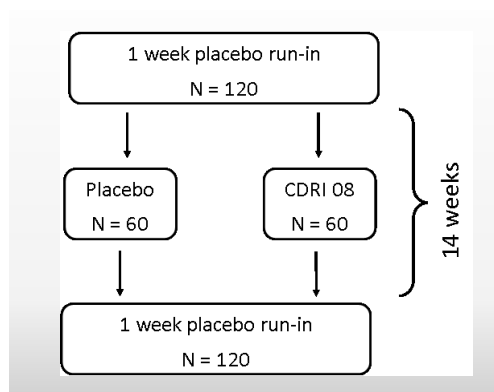 1 week placebo run-in
N = 120
Placebo
N = 60
CDRI 08
N = 60
14 weeks
1 week placebo run-in
N = 120